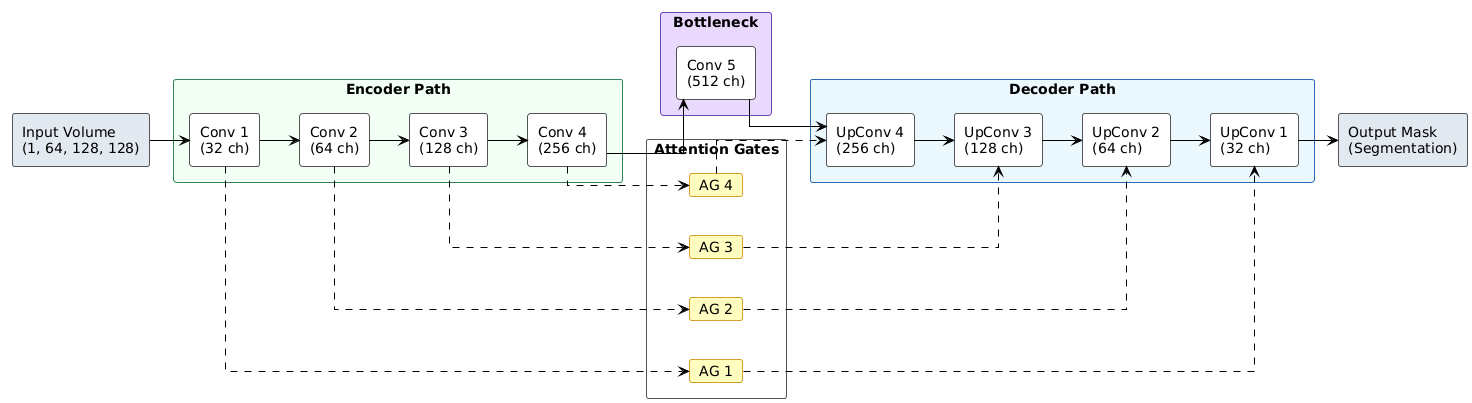 Bottleneck
Conv 5
(512 ch)
Encoder Path
Decoder Path
Input Volume
(1, 64, 128, 128)
Conv 1
(32 ch)
Conv 2
(64 ch)
Conv 3
(128 ch)
Conv 4
(256 ch)
UpConv 4
(256 ch)
UpConv 3
(128 ch)
UpConv 2
(64 ch)
UpConv 1
(32 ch)
Output Mask
(Segmentation)
Attention Gates
AG 4
AG 3
AG 2
AG 1